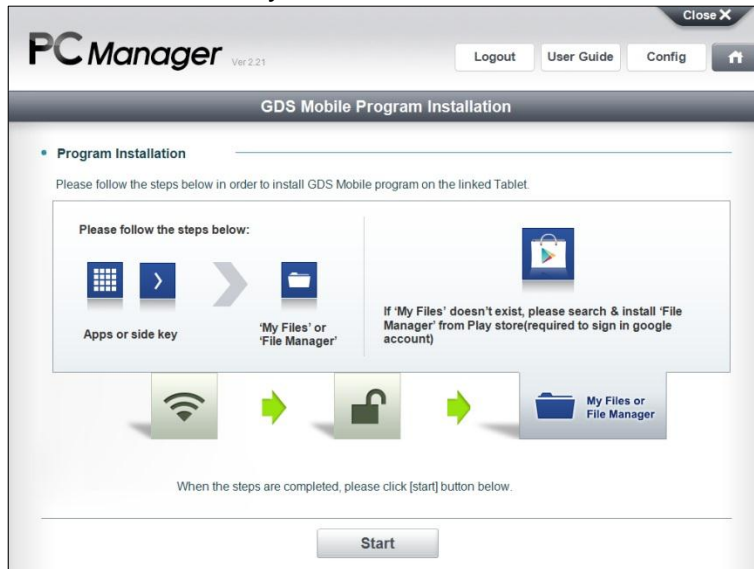 Close X
PC Manager Ver 2.21
Logout User Guide Config
GDS Mobile Program Installation
Program Installation
Please follow the steps below in order to install GDS Mobile program on the linked Tablet.
Please follow the steps below:
Apps or side key
'My Files' or
'File Manager'
If 'My Files' doesn't exist, please search & install 'File
Manager' from Play store(required to sign in google
account)
My Files or
File Manager
When the steps are completed, please click [start] button below.
Start